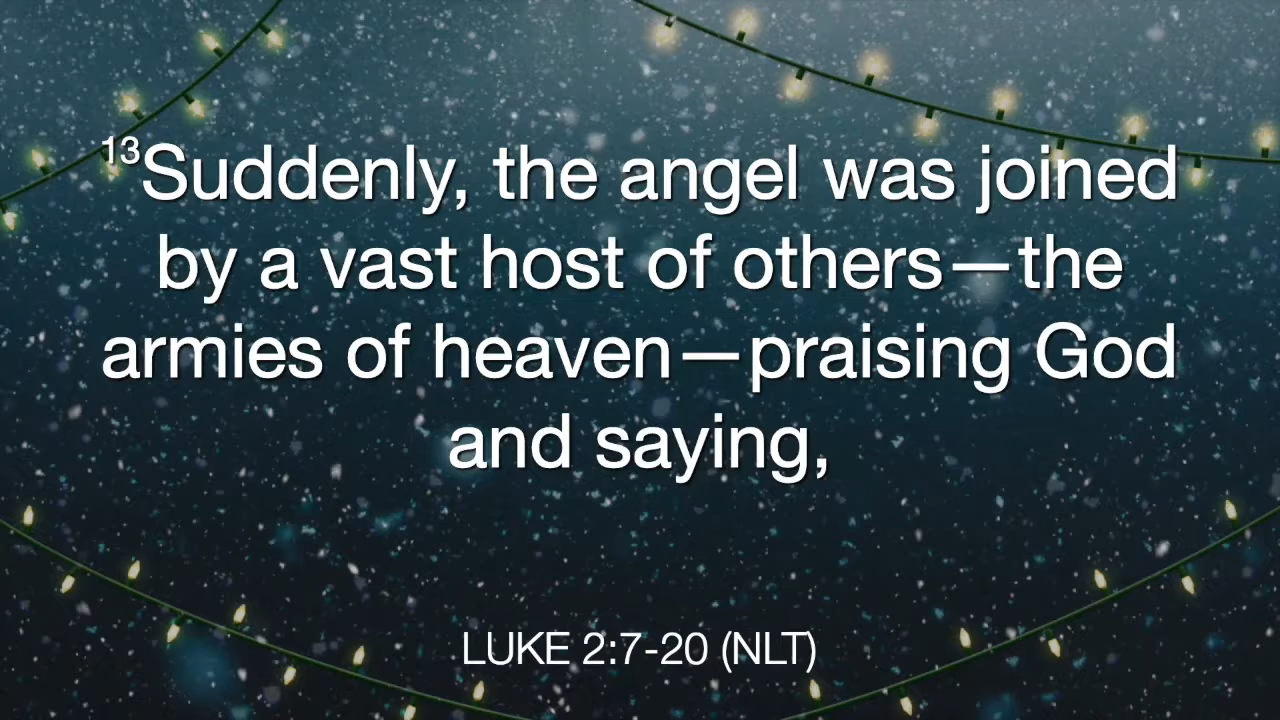 ¹³Suddenly, the angel was joined
by a vast host of others—the
armies of heaven—praising God
and saying,
LUKE 2:7-20 (NLT)